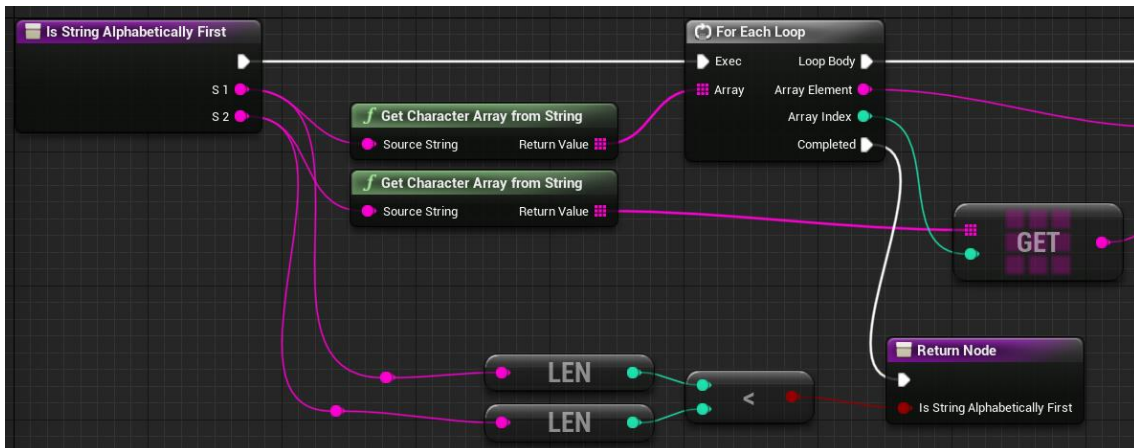 Is String Alphabetically First
S 1
S 2
f Get Character Array from String
Source String Return Value
f Get Character Array from String
Source String Return Value
For Each Loop
Exec Loop Body
Array Array Element
Array Index
Completed
GET
LEN
LEN
<
Return Node
Is String Alphabetically First